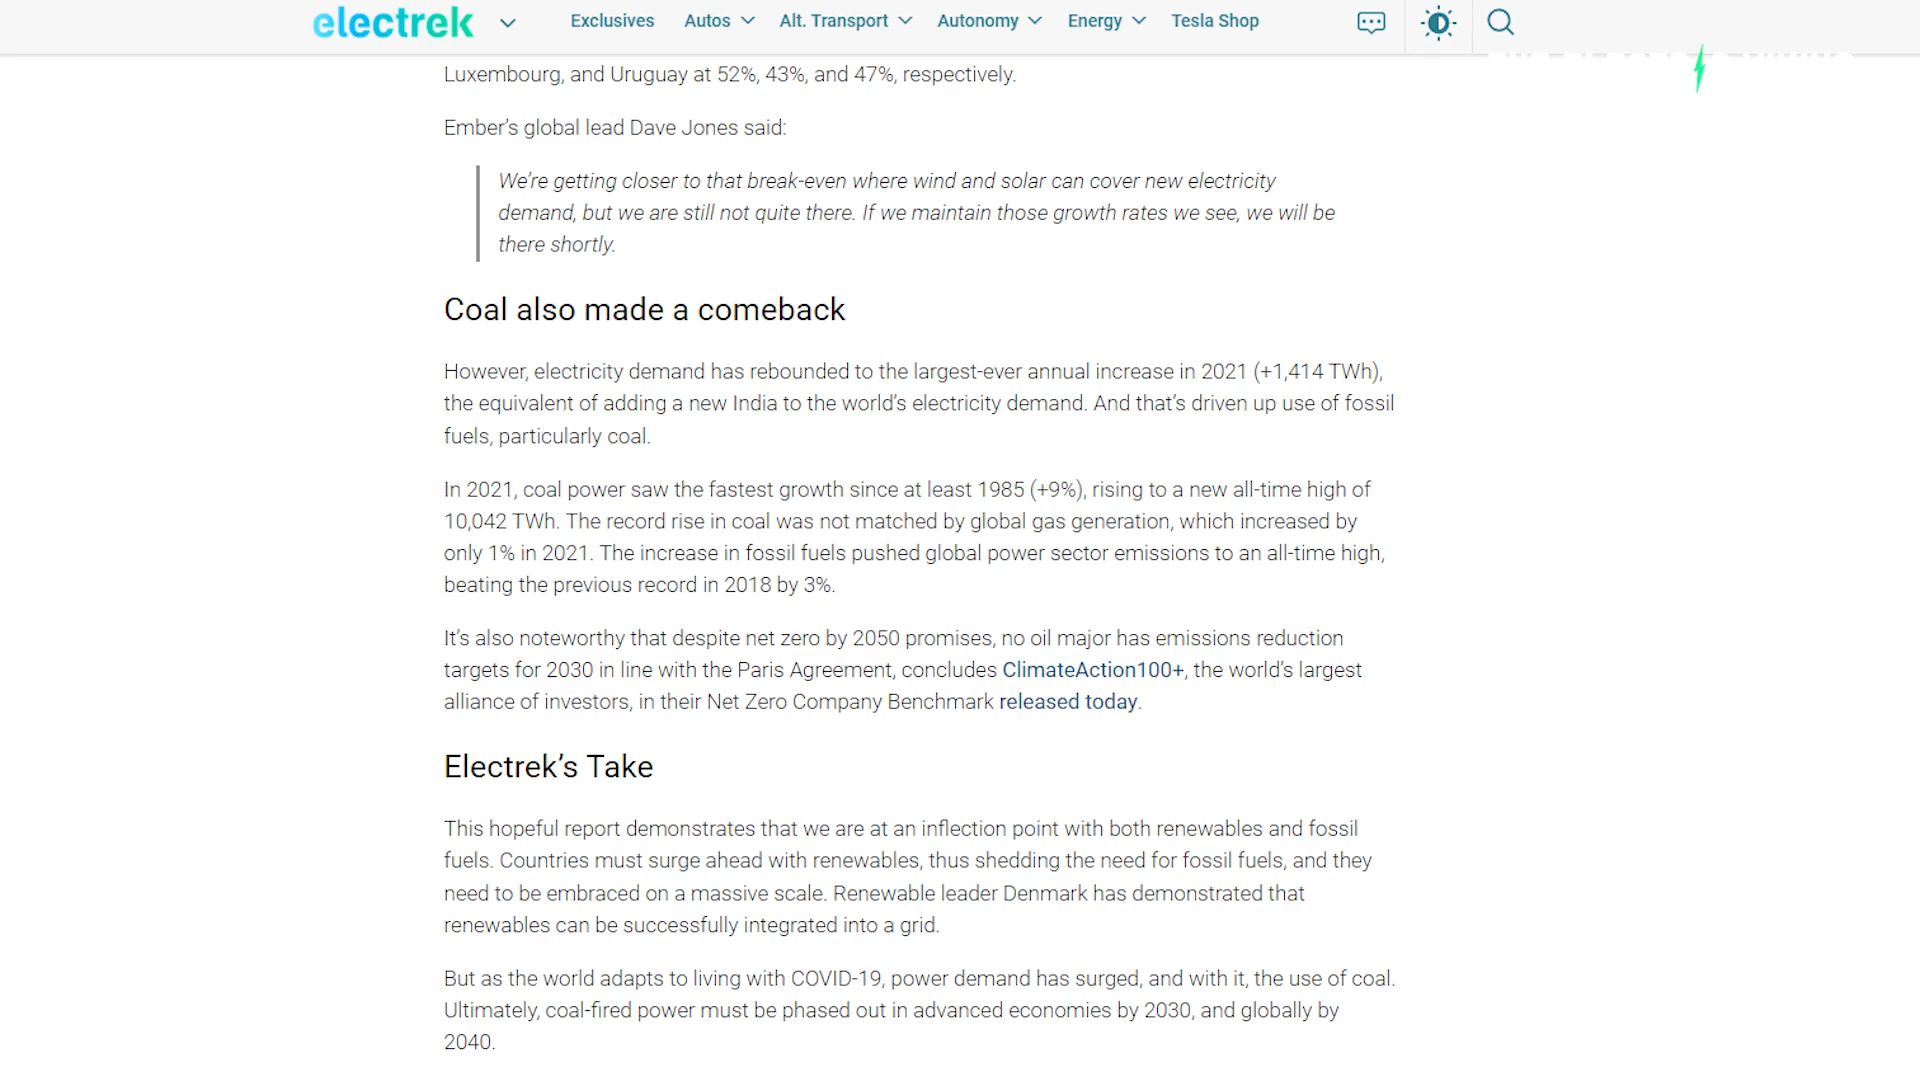 electrek
Exclusives Autos Alt. Transport Autonomy Energy Tesla Shop
Luxembourg, and Uruguay at 52%, 43%, and 47%, respectively.
Ember’s global lead Dave Jones said:
We’re getting closer to that break-even where wind and solar can cover new electricity
demand, but we are still not quite there. If we maintain those growth rates we see, we will be
there shortly.
Coal also made a comeback
However, electricity demand has rebounded to the largest-ever annual increase in 2021 (+1,414 TWh),
the equivalent of adding a new India to the world’s electricity demand. And that’s driven up use of fossil
fuels, particularly coal.
In 2021, coal power saw the fastest growth since at least 1985 (+9%), rising to a new all-time high of
10,042 TWh. The record rise in coal was not matched by global gas generation, which increased by
only 1% in 2021. The increase in fossil fuels pushed global power sector emissions to an all-time high,
beating the previous record in 2018 by 3%.
It’s also noteworthy that despite net zero by 2050 promises, no oil major has emissions reduction
targets for 2030 in line with the Paris Agreement, concludes ClimateAction100+, the world’s largest
alliance of investors, in their Net Zero Company Benchmark released today.
Electrek’s Take
This hopeful report demonstrates that we are at an inflection point with both renewables and fossil
fuels. Countries must surge ahead with renewables, thus shedding the need for fossil fuels, and they
need to be embraced on a massive scale. Renewable leader Denmark has demonstrated that
renewables can be successfully integrated into a grid.
But as the world adapts to living with COVID-19, power demand has surged, and with it, the use of coal.
Ultimately, coal-fired power must be phased out in advanced economies by 2030, and globally by
2040.